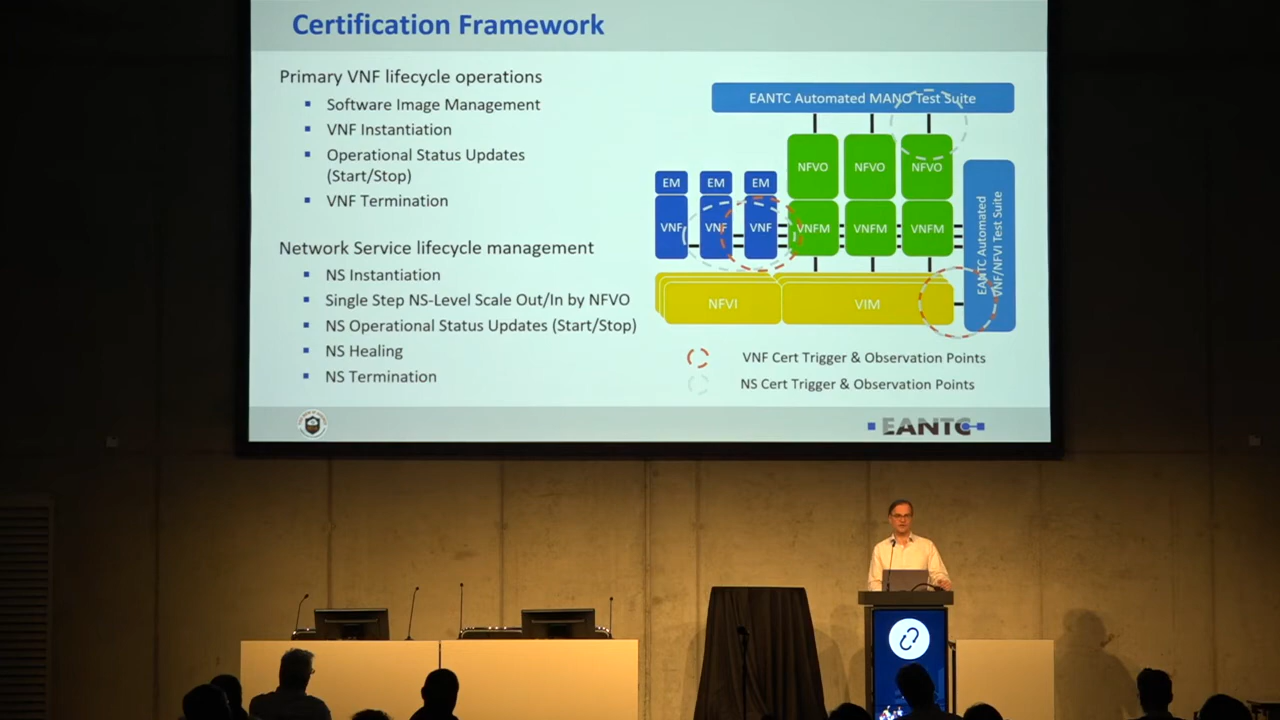 Certification Framework
Primary VNF lifecycle operations
Software Image Management
VNF Instantiation
Operational Status Updates
(Start/Stop)
VNF Termination
Network Service lifecycle management
NS Instantiation
Single Step NS-Level Scale Out/In by NFVO
NS Operational Status Updates (Start/Stop)
NS Healing
NS Termination
EANTC Automated MANO Test Suite
NFVO NFVO NFVO
EM EM EM
VNF VNF VNF VNFM VNFM VNFM
EANTC Automated
VNF/NFVI Test Suite
NFVI VIM
VNF Cert Trigger & Observation Points
NS Cert Trigger & Observation Points
EANTC